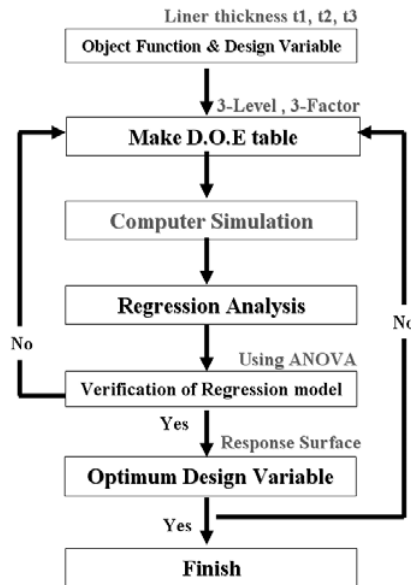 Liner thickness t1, t2, t3
Object Function & Design Variable
3-Level , 3-Factor
Make D.O.E table
Computer Simulation
Regression Analysis
No
No
Using ANOVA
Verification of Regression model
Yes
Response Surface
Optimum Design Variable
Yes
Finish